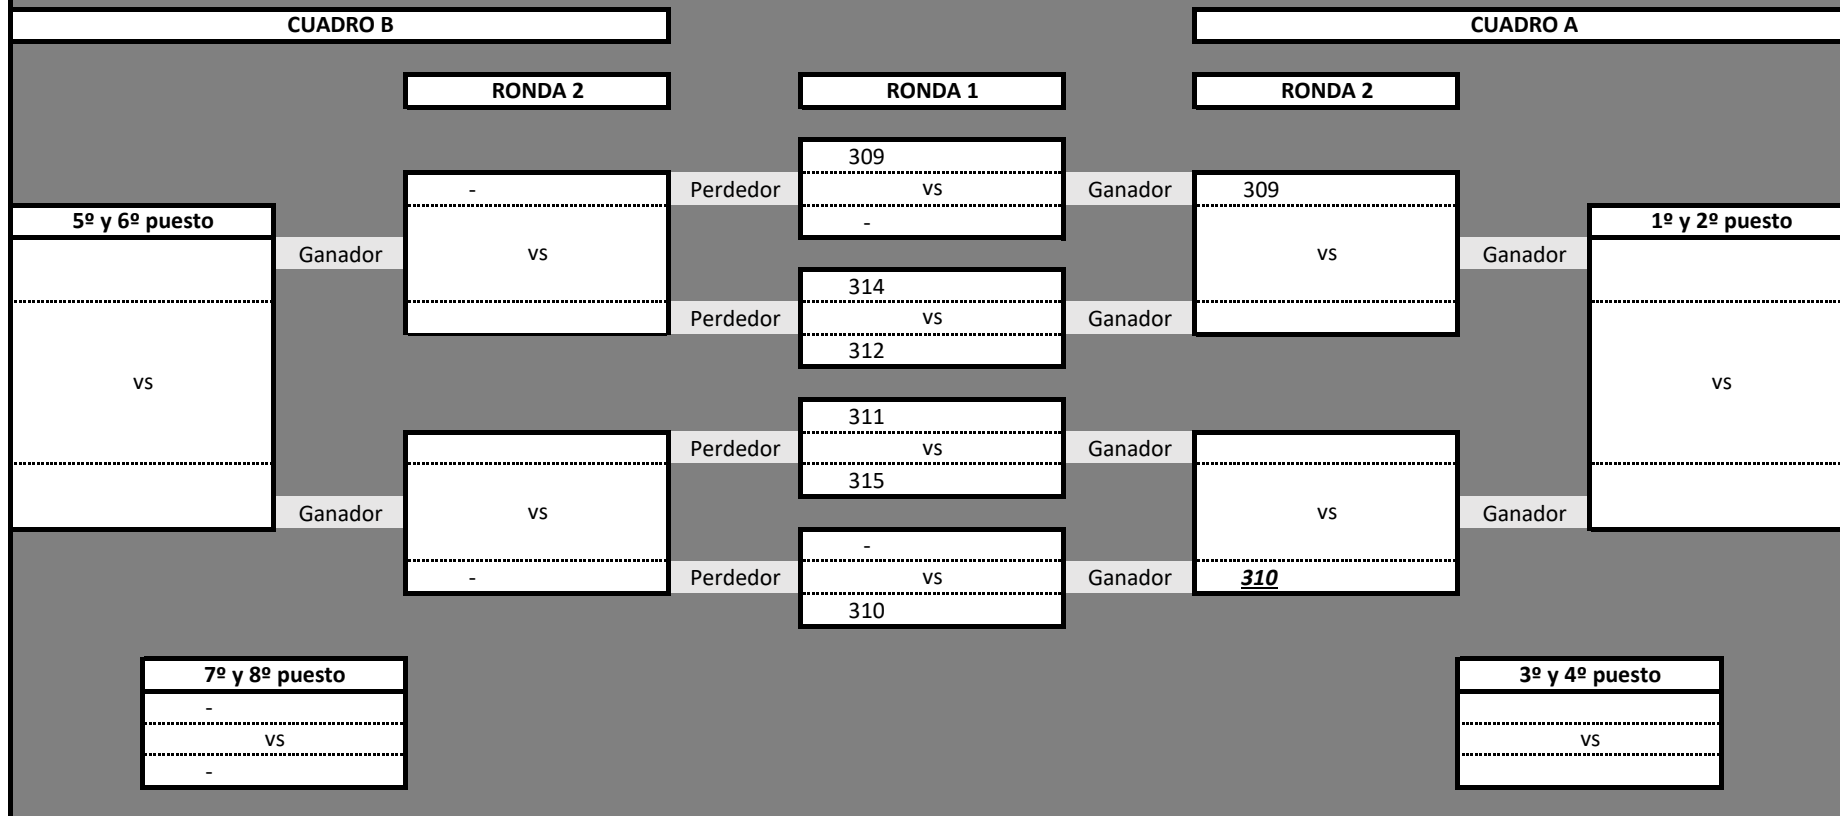 CUADRO B
CUADRO A
RONDA 2
RONDA 1
RONDA 2
309
- Perdedor vs Ganador 309
5º y 6º puesto
-
1º y 2º puesto
Ganador vs vs Ganador
314
Perdedor vs Ganador
312
vs
vs
311
Perdedor vs Ganador
315
Ganador vs vs Ganador
-
- Perdedor vs Ganador 310
310
7º y 8º puesto
3º y 4º puesto
-
vs
vs
-